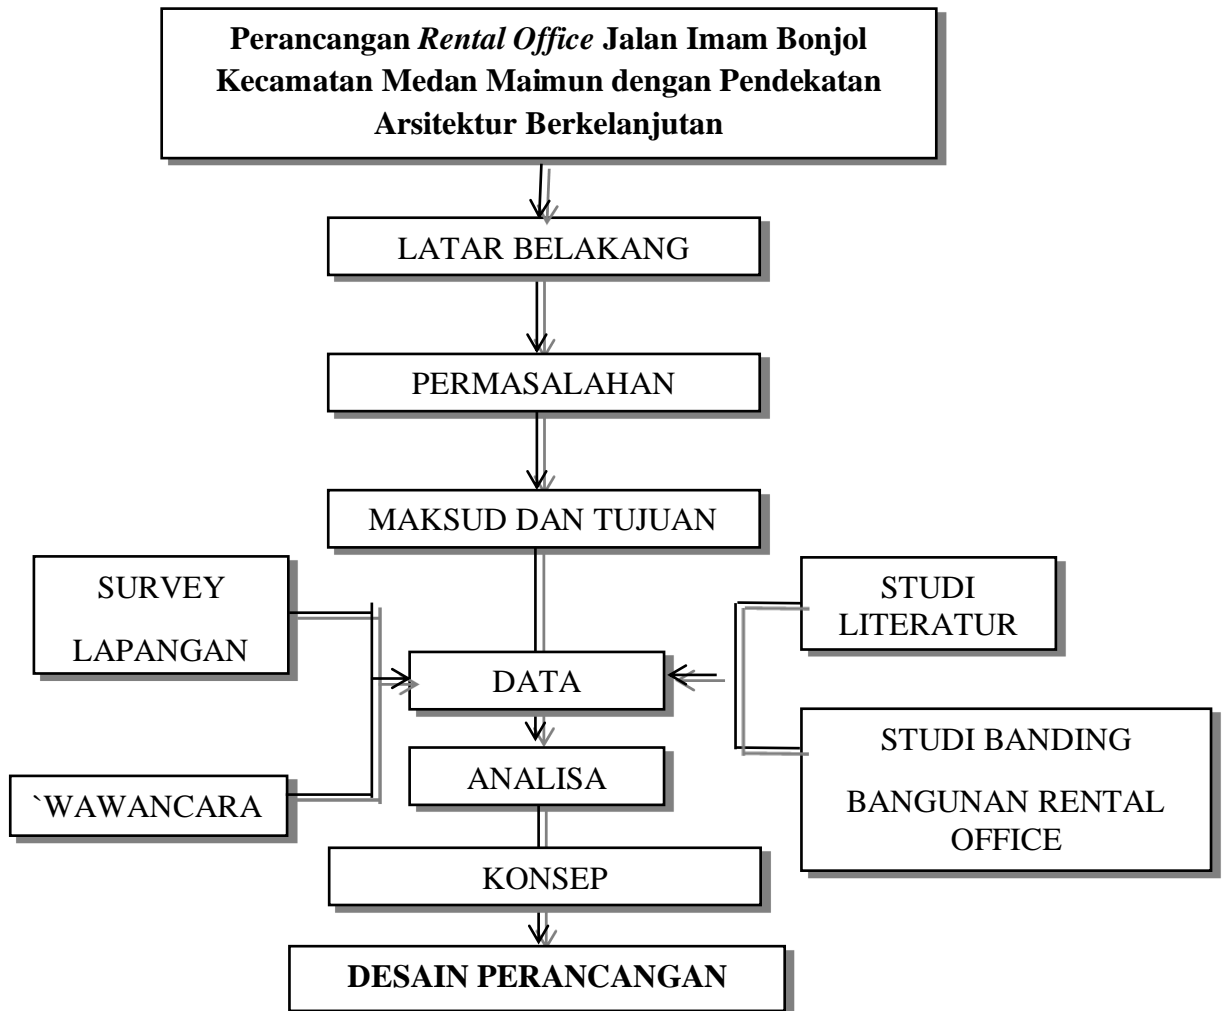 Perancangan Rental Office Jalan Imam Bonjol
Kecamatan Medan Maimun dengan Pendekatan
Arsitektur Berkelanjutan
LATAR BELAKANG
PERMASALAHAN
MAKSUD DAN TUJUAN
SURVEY
LAPANGAN
STUDI
LITERATUR
DATA
STUDI BANDING
BANGUNAN RENTAL
OFFICE
ANALISA
`WAWANCARA
KONSEP
DESAIN PERANCANGAN